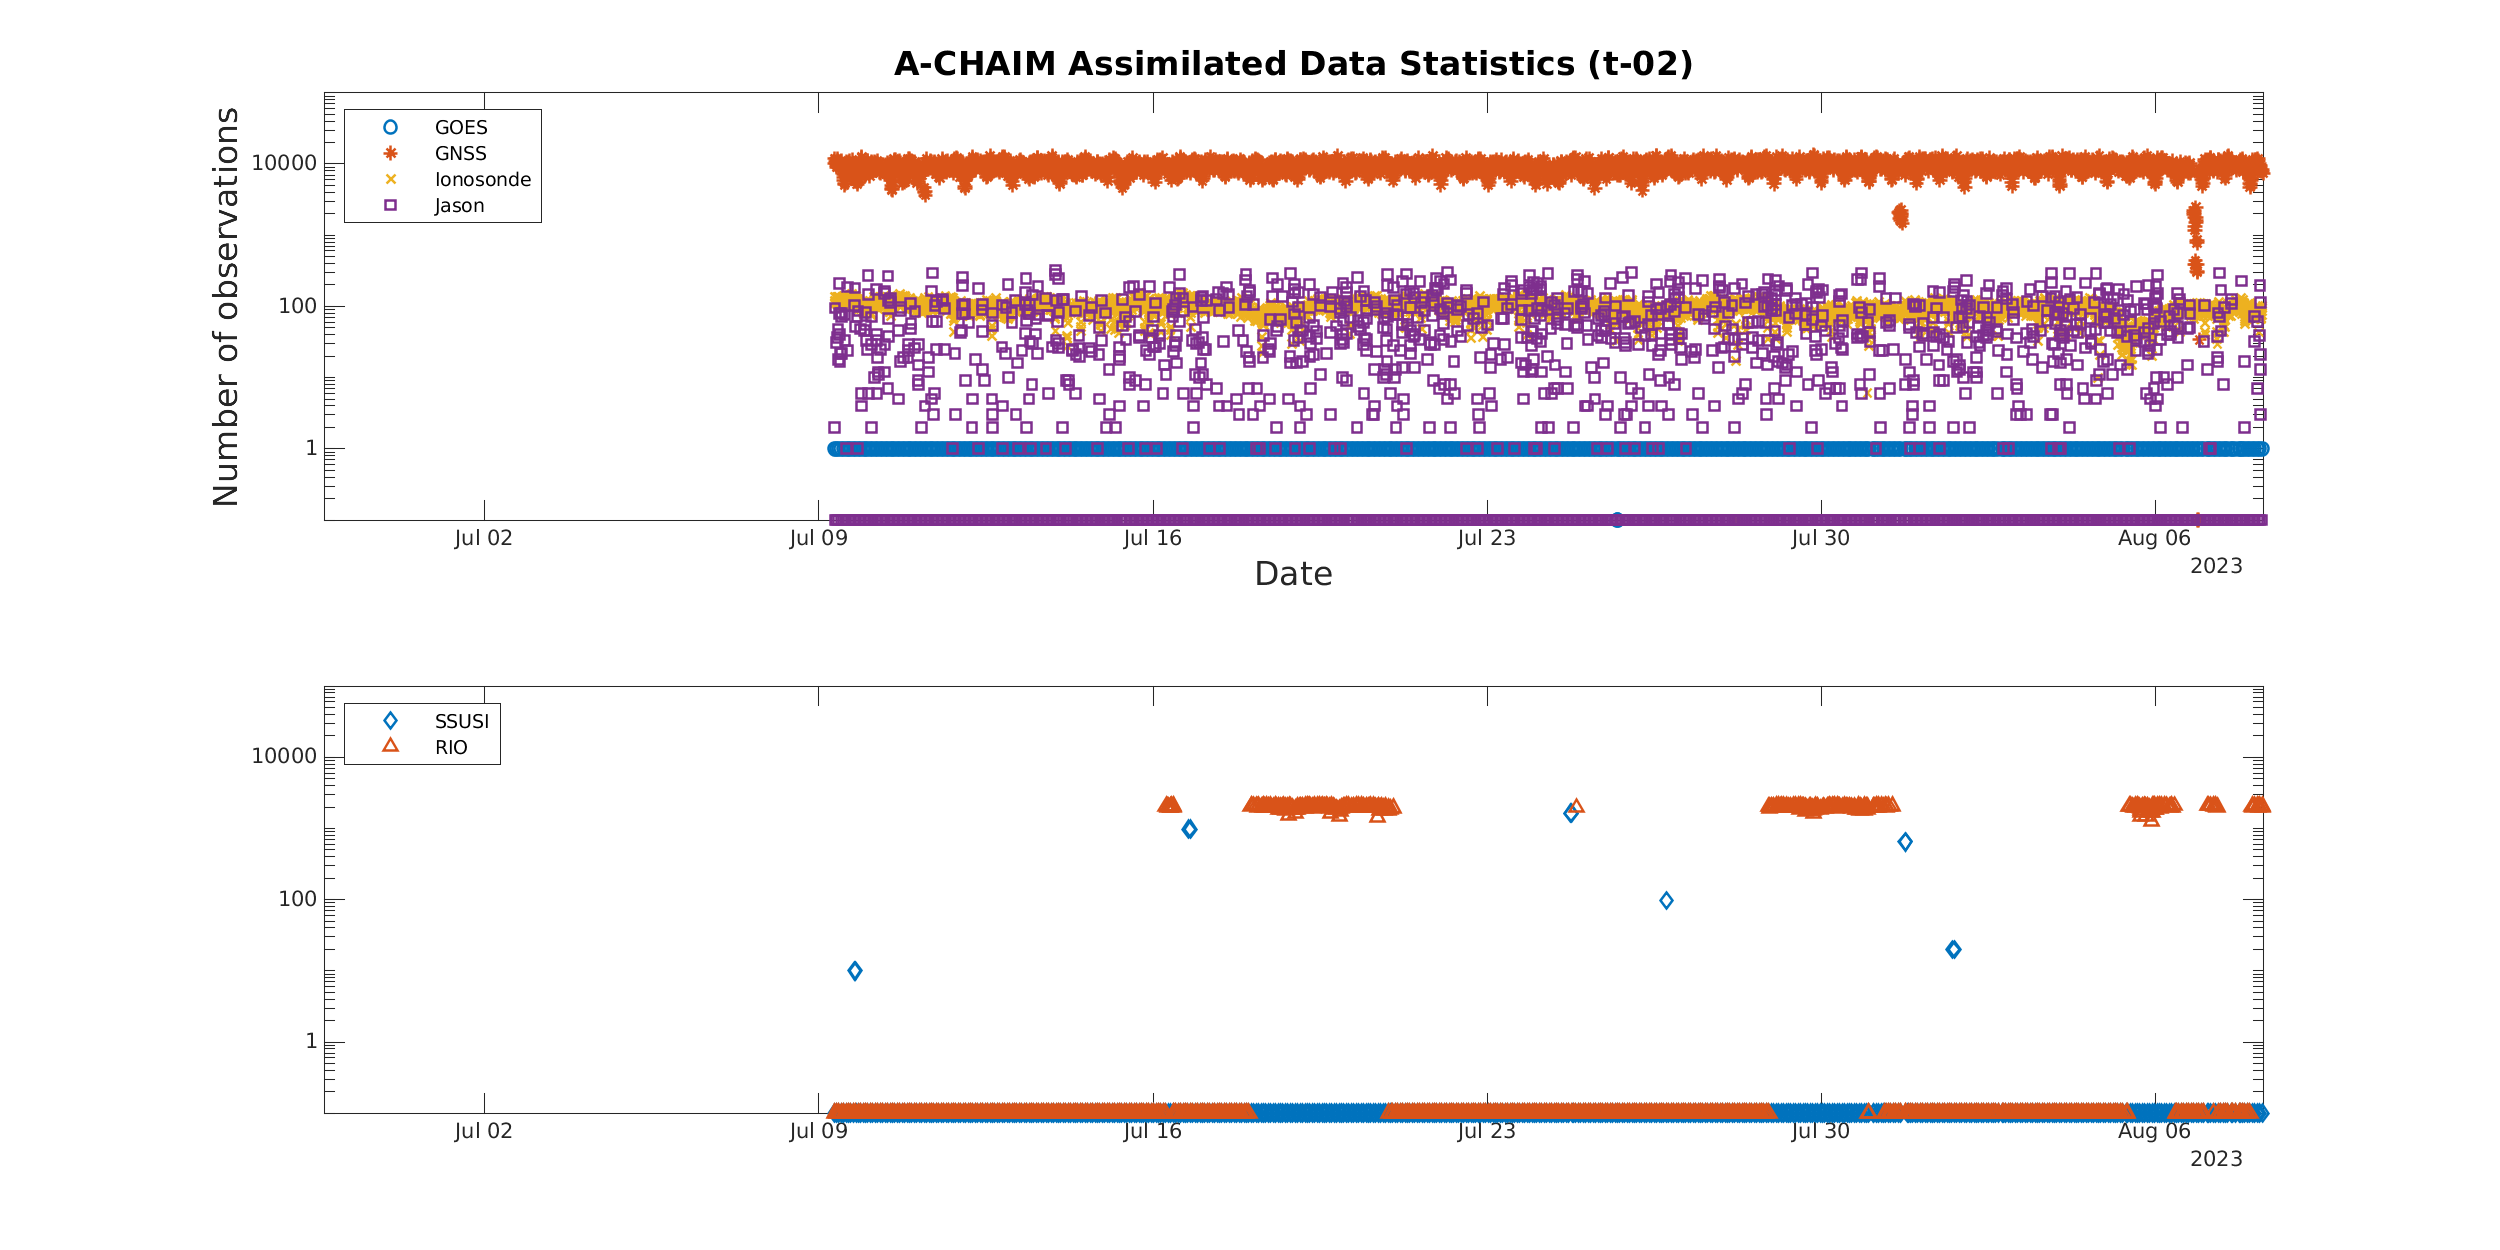 A-CHAIM Assimilated Data Statistics (t-02)
Number of observations
10000
100
1
GOES
GNSS
Ionosonde
Jason
Jul 02 Jul 09 Jul 16 Jul 23 Jul 30 Aug 06
2023
Date
10000
100
1
SSUSI
RIO
Jul 02 Jul 09 Jul 16 Jul 23 Jul 30 Aug 06
2023